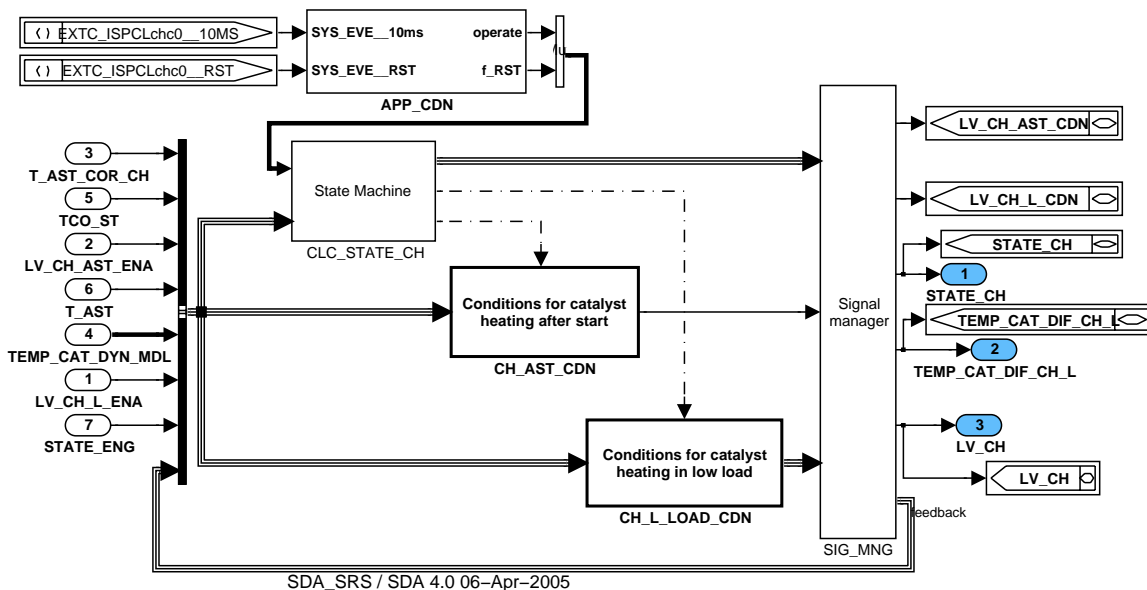 EXTC_ISPCLchc0__10MS
EXTC_ISPCLchc0__RST
SYS_EVE__10ms
operate
SYS_EVE__RST
f_RST
APP_CDN
3
T_AST_COR_CH
5
TCO_ST
2
LV_CH_AST_ENA
6
T_AST
4
TEMP_CAT_DYN_MDL
1
LV_CH_L_ENA
7
STATE_ENG
State Machine
CLC_STATE_CH
Conditions for catalyst
heating after start
CH_AST_CDN
Conditions for catalyst
heating in low load
CH_L_LOAD_CDN
Signal
manager
SIG_MNG
LV_CH_AST_CDN
LV_CH_L_CDN
STATE_CH
1
STATE_CH
TEMP_CAT_DIF_CH_L
2
TEMP_CAT_DIF_CH_L
3
LV_CH
LV_CH
feedback
SDA_SRS / SDA 4.0 06-Apr-2005